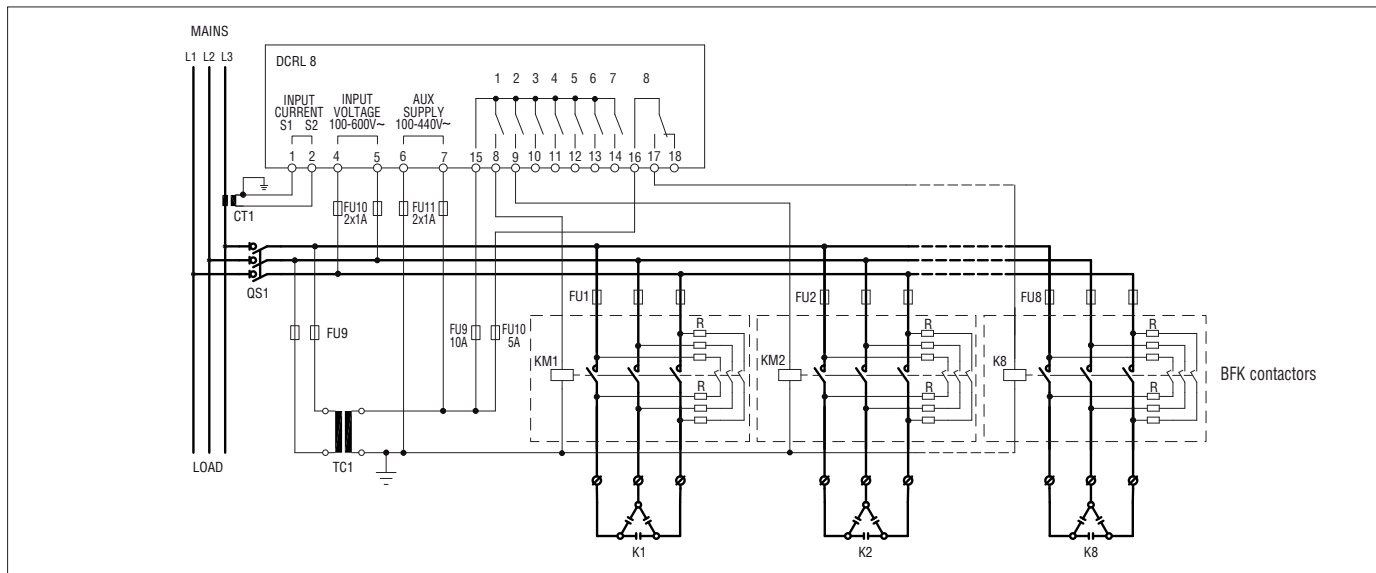 MAINS
L1 L2 L3
DCRL 8
INPUT CURRENT
S1 S2
INPUT VOLTAGE
100-600V~
AUX SUPPLY
100-440V~
1 2 3 4 5 6 7 8
1 2 4 5 6 7 15 8 9 10 11 12 13 14 16 17 18
CT1
FU10
2x1A
FU11
2x1A
QS1
FU1
FU2
FU8
FU9
FU9
10A
FU10
5A
R
R
R
KM1
KM2
K8
BFK contactors
R
R
R
LOAD
TC1
K1
K2
K8